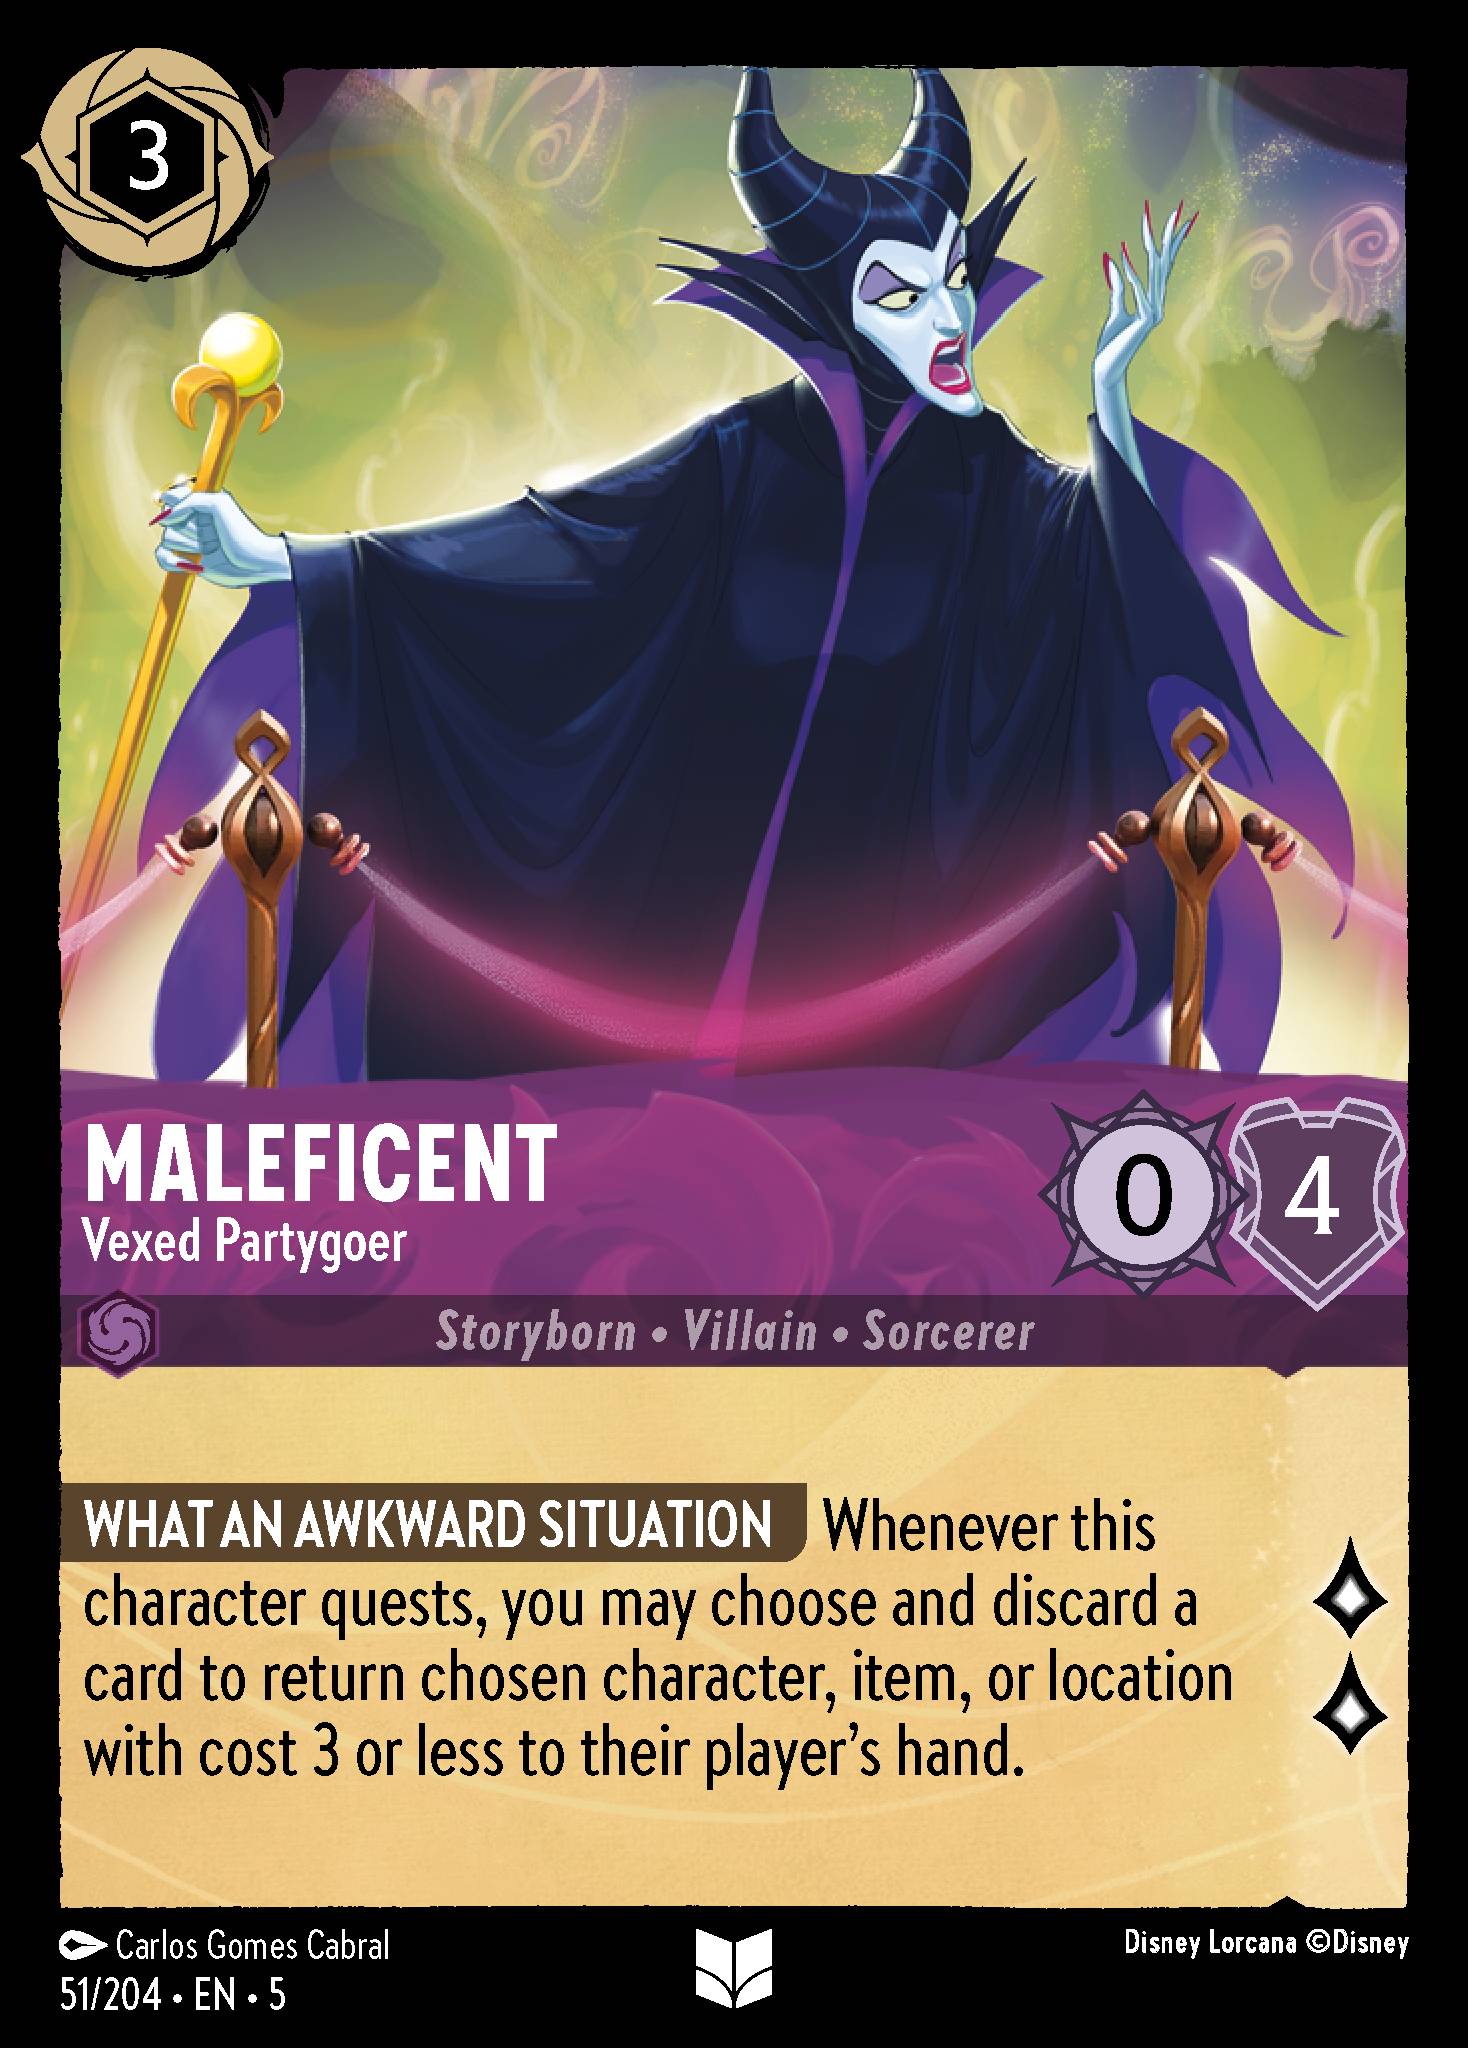 3
MALEFICENT
Vexed Partygoer
0
4
Storyborn • Villain • Sorcerer
WHAT AN AWKWARD SITUATION Whenever this
character quests, you may choose and discard a
card to return chosen character, item, or location
with cost 3 or less to their player’s hand.
Carlos Gomes Cabral
Disney Lorcana ©Disney
51/204 • EN • 5